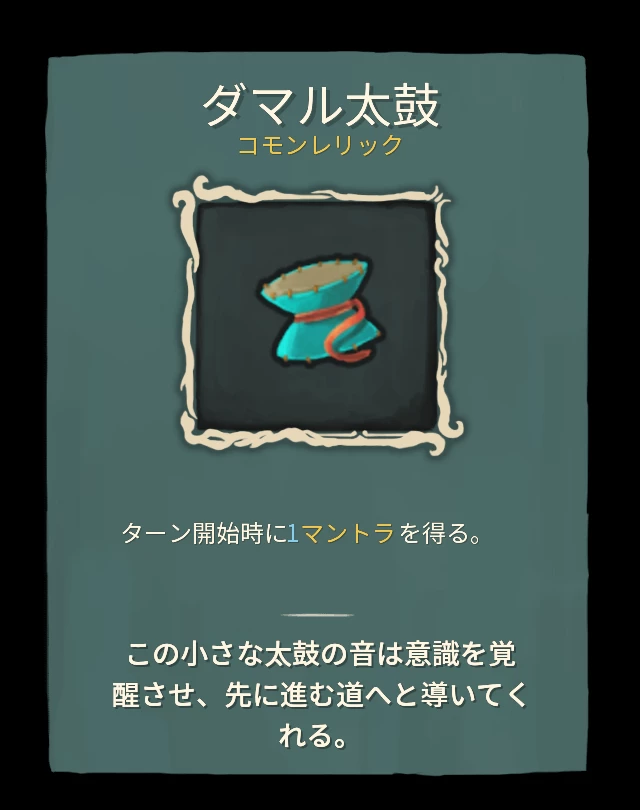 ダマル太鼓
コモンレリック
ターン開始時に1マントラを得る。
この小さな太鼓の音は意識を覚
醒させ、先に進む道へと導いてく
れる。